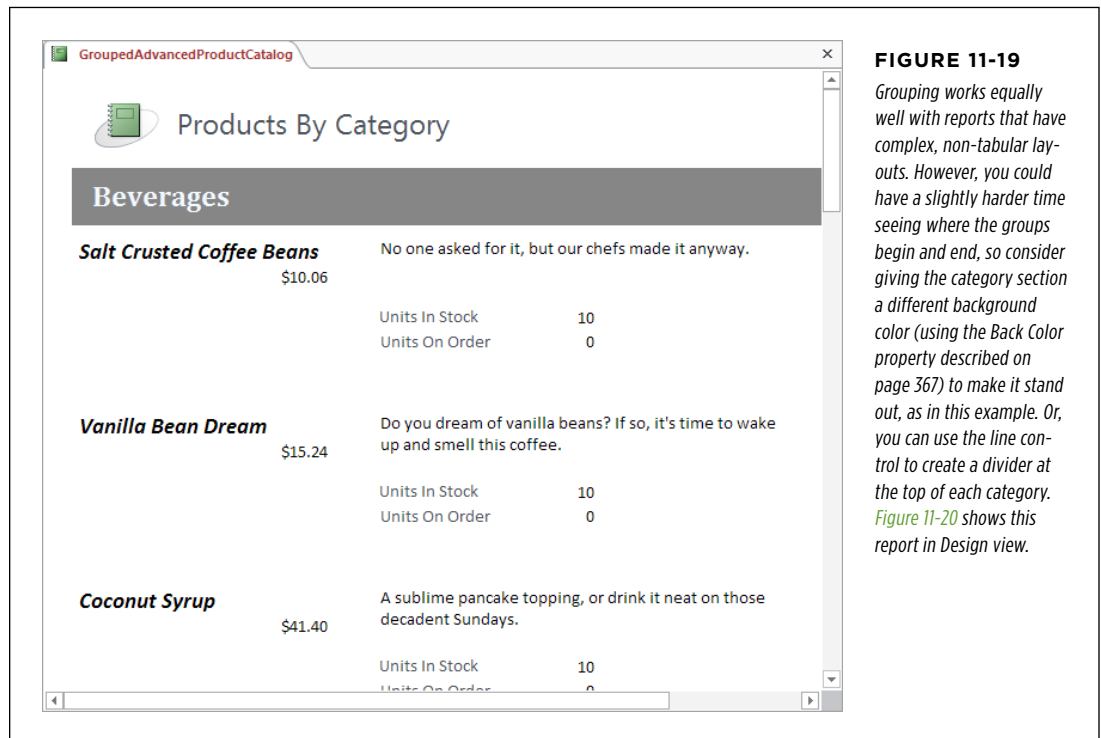 GroupedAdvancedProductCatalog
Products By Category
Beverages
Salt Crusted Coffee Beans
$10.06
No one asked for it, but our chefs made it anyway.
Units In Stock 10
Units On Order 0
Vanilla Bean Dream
$15.24
Do you dream of vanilla beans? If so, it's time to wake
up and smell this coffee.
Units In Stock 10
Units On Order 0
Coconut Syrup
$41.40
A sublime pancake topping, or drink it neat on those
decadent Sundays.
Units In Stock 10
Units On Order 0
FIGURE 11-19
Grouping works equally
well with reports that have
complex, non-tabular lay-
outs. However, you could
have a slightly harder time
seeing where the groups
begin and end, so consider
giving the category section
a different background
color (using the Back Color
property described on
page 367) to make it stand
out, as in this example. Or,
you can use the line con-
trol to create a divider at
the top of each category.
Figure 11-20 shows this
report in Design view.